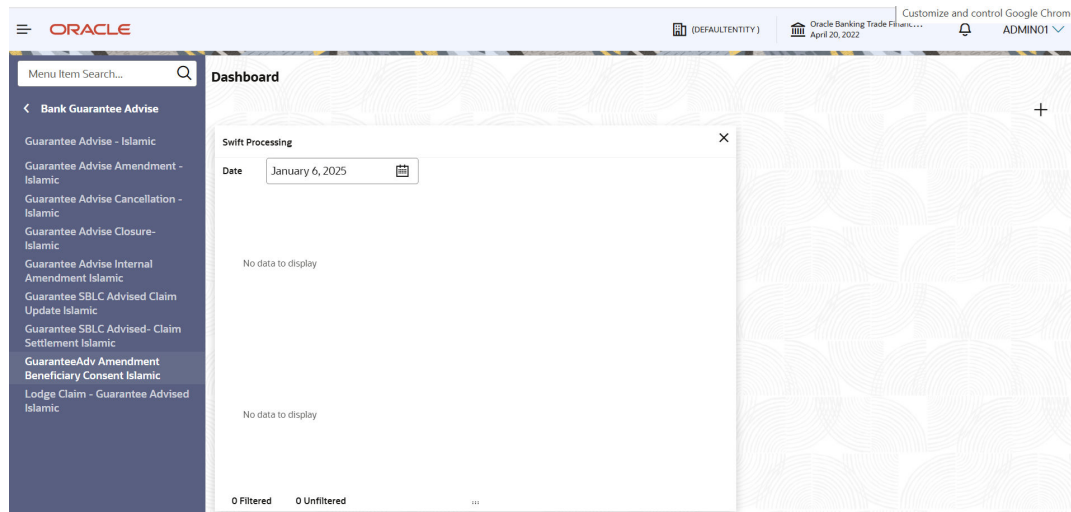 Customize and control Google Chrom
ORACLE
(DEFAULTENTITY )
Oracle Banking Trade Financ...
April 20, 2022
ADMIN01
Menu Item Search...
Dashboard
Bank Guarantee Advise
Guarantee Advise - Islamic
Guarantee Advise Amendment -
Islamic
Guarantee Advise Cancellation -
Islamic
Guarantee Advise Closure-
Islamic
Guarantee Advise Internal
Amendment Islamic
Guarantee SBLC Advised Claim
Update Islamic
Guarantee SBLC Advised- Claim
Settlement Islamic
GuaranteeAdv Amendment
Beneficiary Consent Islamic
Lodge Claim - Guarantee Advised
Islamic
Swift Processing
Date January 6, 2025
No data to display
No data to display
0 Filtered 0 Unfiltered